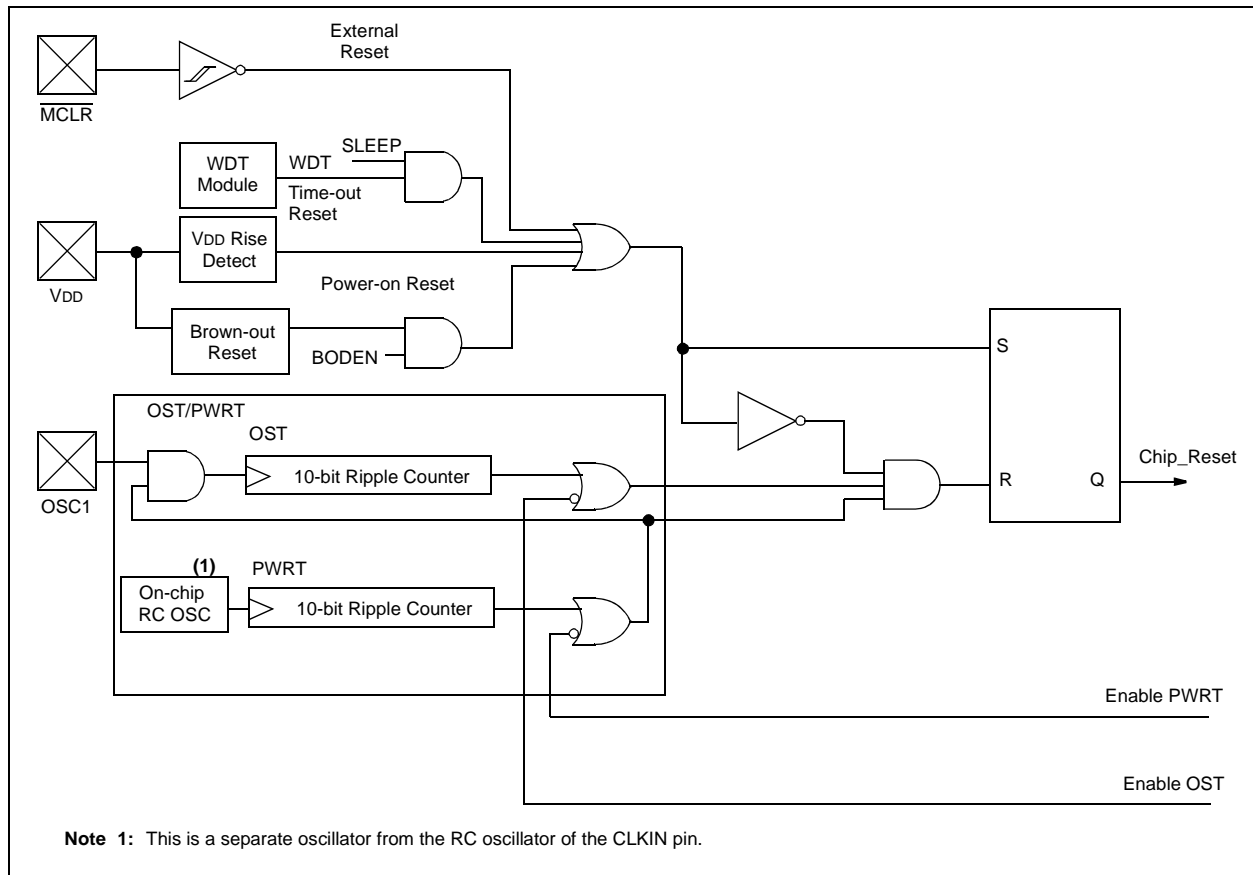 External
Reset
MCLR
SLEEP
WDT
Module
WDT
Time-out
Reset
VDD Rise
Detect
VDD
Power-on Reset
Brown-out
Reset
BODEN
S
OST/PWRT
OST
10-bit Ripple Counter
OSC1
Chip_Reset
R
Q
(1)
On-chip
RC OSC
PWRT
10-bit Ripple Counter
Enable PWRT
Enable OST
Note 1: This is a separate oscillator from the RC oscillator of the CLKIN pin.